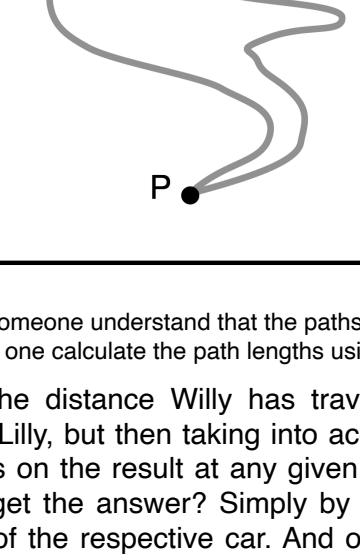 P
omeone understand that the paths
one calculate the path lengths usi
he distance Willy has trav
Lilly, but then taking into ac
s on the result at any given
get the answer? Simply by
of the respective car. And o